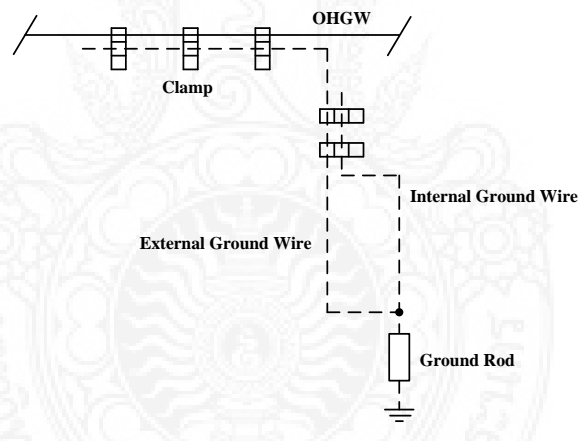 OHGW
Clamp
Internal Ground Wire
External Ground Wire
Ground Rod